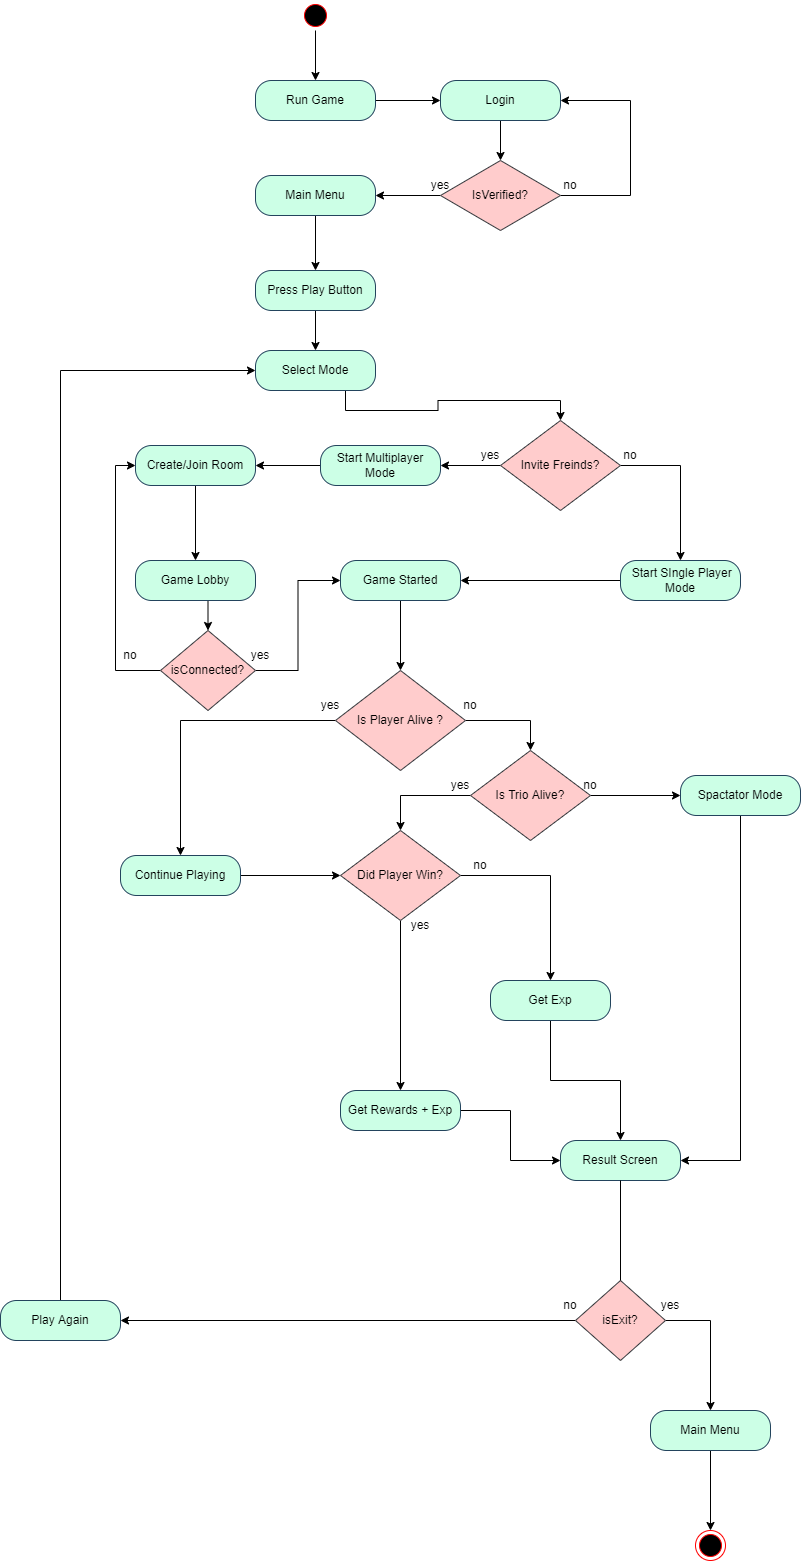 Run Game
Login
yes
IsVerified?
no
Main Menu
Press Play Button
Select Mode
Create/Join Room
Start Multiplayer
Mode
yes
Invite Freinds?
no
Game Lobby
Game Started
Start SIngle Player
Mode
no
isConnected?
yes
yes
Is Player Alive ?
no
yes
Is Trio Alive?
no
Spactator Mode
Continue Playing
Did Player Win?
no
yes
Get Exp
Get Rewards + Exp
Result Screen
no
yes
Play Again
isExit?
Main Menu